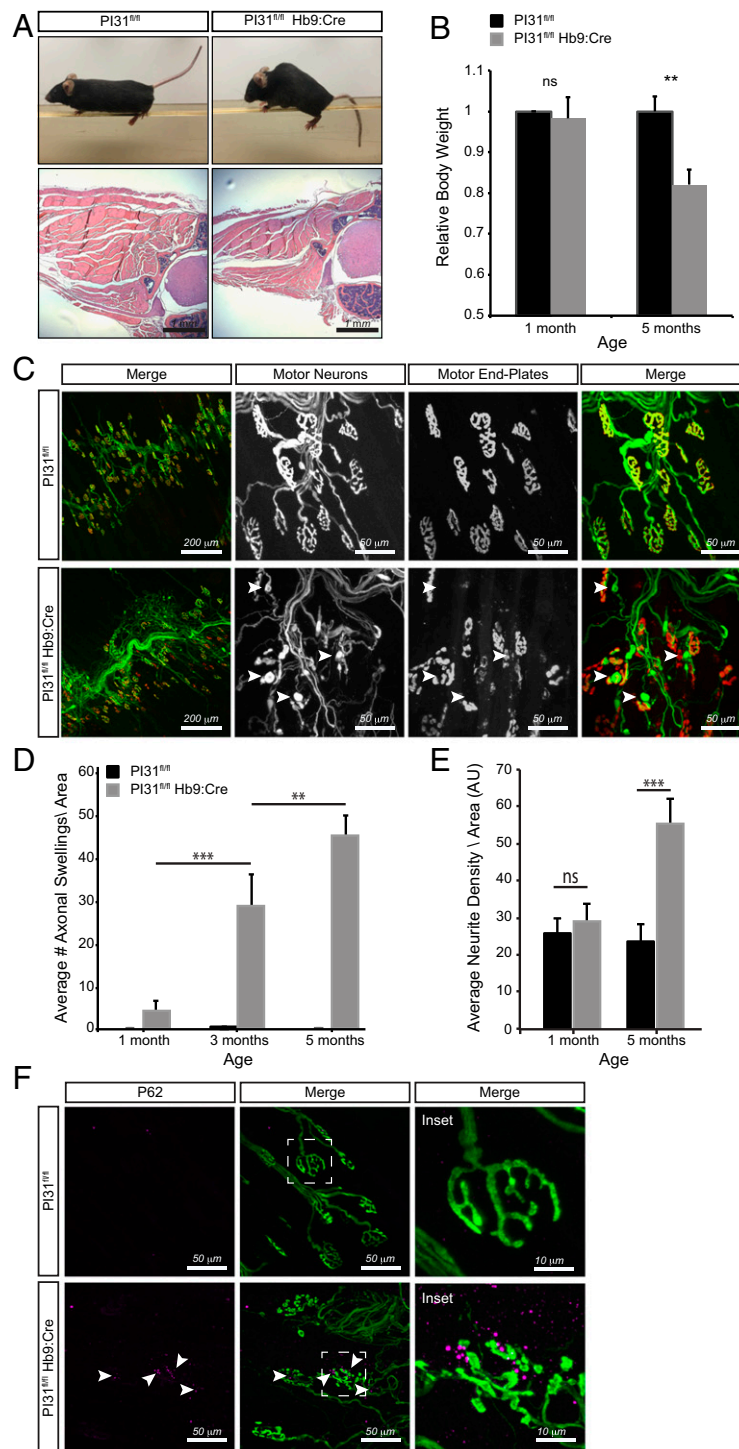 A
PI31fl/fl
PI31fl/fl Hb9:Cre
1 mm
1 mm
B
PI31fl/fl
PI31fl/fl Hb9:Cre
Relative Body Weight
1.1
1
0.9
0.8
0.7
0.6
0.5
ns
**
1 month
5 months
Age
C
Merge
Motor Neurons
Motor End-Plates
Merge
PI31fl/fl
200 μm
50 μm
50 μm
50 μm
PI31fl/fl Hb9:Cre
200 μm
50 μm
50 μm
50 μm
D
PI31fl/fl
PI31fl/fl Hb9:Cre
Average # Axonal Swellings\ Area
60
50
40
30
20
10
0
***
**
1 month
3 months
5 months
Age
E
Average Neurite Density \ Area (AU)
70
60
50
40
30
20
10
0
ns
***
1 month
5 months
Age
F
P62
Merge
Merge
PI31fl/fl
50 μm
50 μm
Inset
10 μm
PI31fl/fl Hb9:Cre
50 μm
50 μm
Inset
10 μm